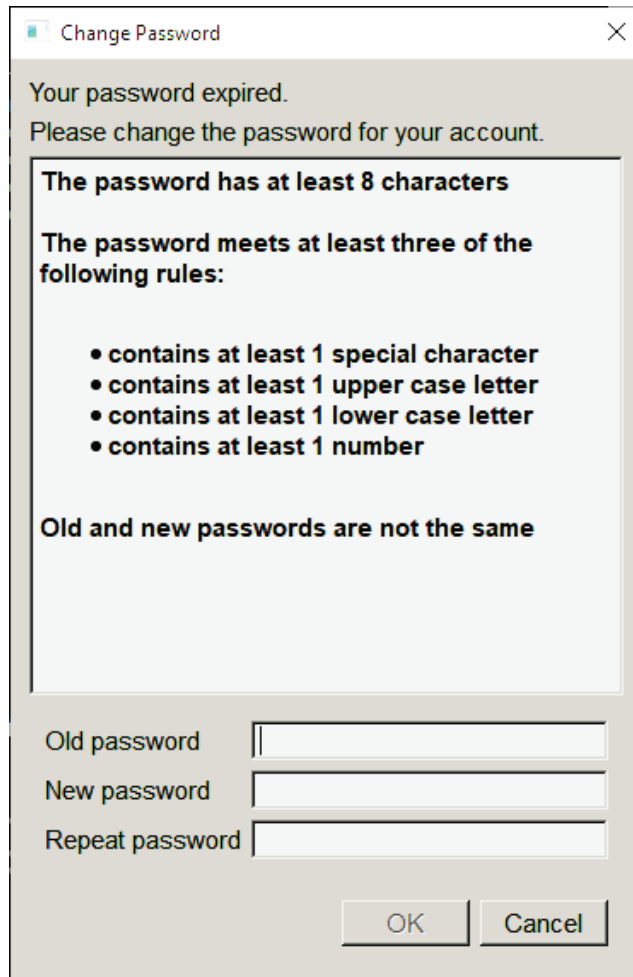 Change Password
Your password expired.
Please change the password for your account.
The password has at least 8 characters
The password meets at least three of the
following rules:
• contains at least 1 special character
• contains at least 1 upper case letter
• contains at least 1 lower case letter
• contains at least 1 number
Old and new passwords are not the same
Old password
New password
Repeat password
OK Cancel